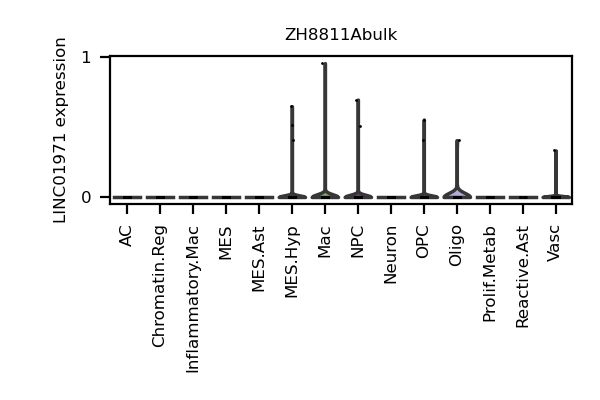 ZH8811Abulk
LINC01971 expression
1
0
AC
Chromatin.Reg
Inflammatory.Mac
MES
MES.Ast
MES.Hyp
Mac
NPC
Neuron
OPC
Oligo
Prolif.Metab
Reactive.Ast
Vasc